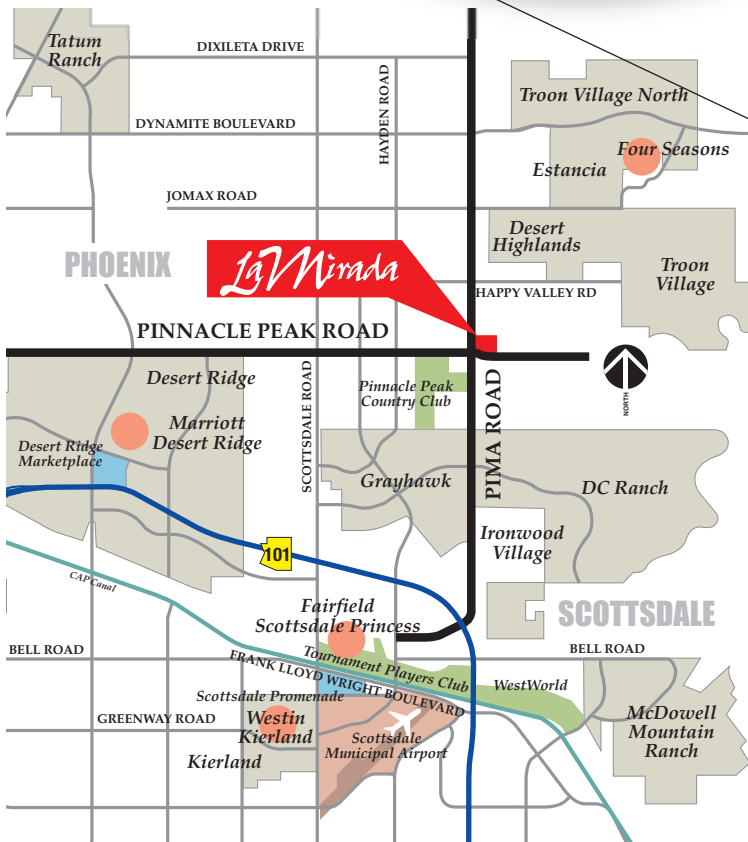 Tatum
Ranch
DIXILETA DRIVE
HAYDEN ROAD
Troon Village North
DYNAMITE BOULEVARD
Four Seasons
Estancia
JOMAX ROAD
Desert
Highlands
PHOENIX
La Mirada
Troon
Village
HAPPY VALLEY RD
PINNACLE PEAK ROAD
NORTH
SCOTTSDALE ROAD
Desert Ridge
Pinnacle Peak
Country Club
PIMA ROAD
Marriott
Desert Ridge
Desert Ridge
Marketplace
Grayhawk
DC Ranch
Ironwood
Village
101
CAP Canal
Fairfield
Scottsdale Princess
SCOTTSDALE
BELL ROAD
Tournament Players Club
BELL ROAD
FRANK LLOYD WRIGHT BOULEVARD
WestWorld
Scottsdale Promenade
GREENWAY ROAD
Westin
Kierland
Kierland
Scottsdale
Municipal Airport
McDowell
Mountain
Ranch